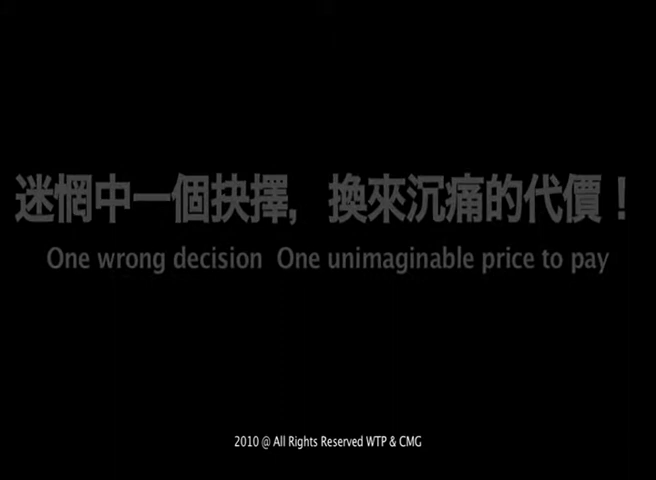 迷惘中一個抉擇，換來沉痛的代價！
One wrong decision One unimaginable price to pay
2010 @ All Rights Reserved WTP & CMG